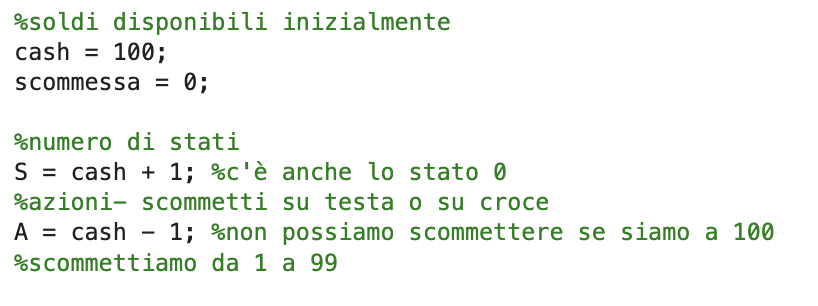 %soldi disponibili inizialmente
cash = 100;
scommessa = 0;
%numero di stati
S = cash + 1; %c'è anche lo stato 0
%azioni- scommetti su testa o su croce
A = cash - 1; %non possiamo scommettere se siamo a 100
%scommettiamo da 1 a 99